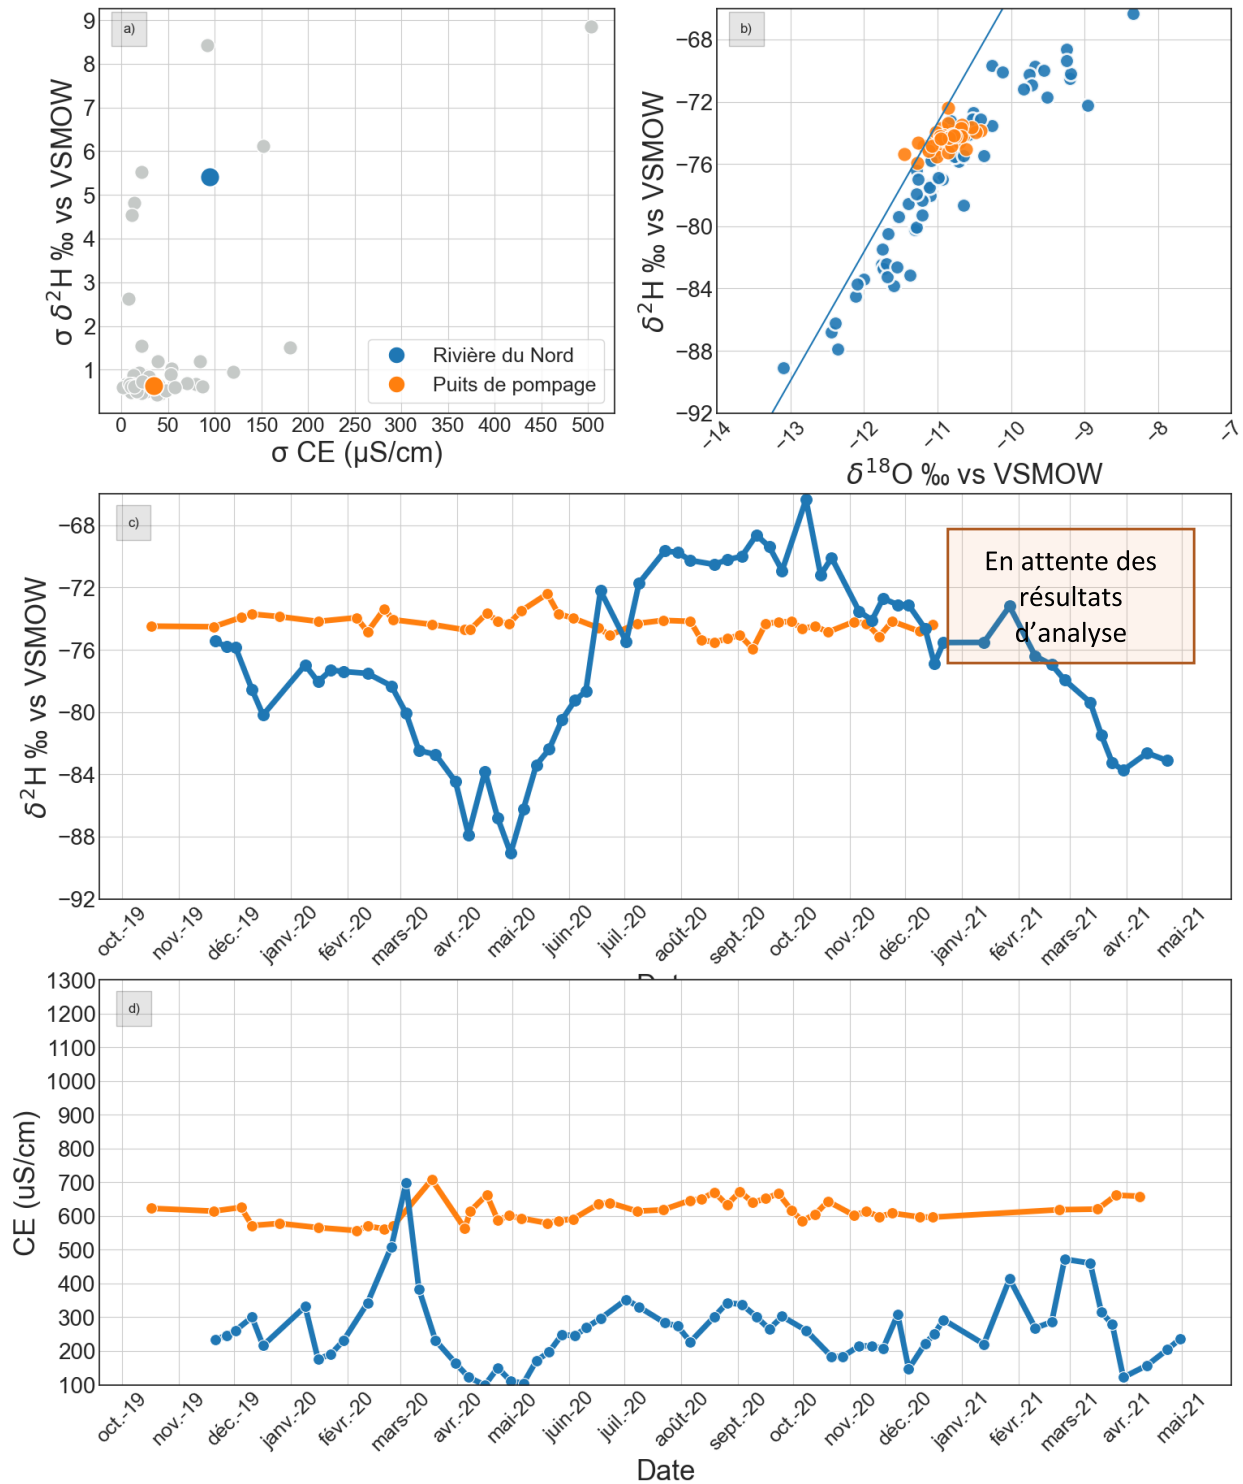 a)
9
8
7
6
5
4
3
2
1
σ δ²H ‰ vs VSMOW
Rivière du Nord
Puits de pompage
0 50 100 150 200 250 300 350 400 450 500
σ CE (µS/cm)
b)
−68
−72
−76
−80
−84
−88
−92
δ²H ‰ vs VSMOW
−14 −13 −12 −11 −10 −9 −8 −7
δ¹⁸O ‰ vs VSMOW
c)
−68
−72
−76
−80
−84
−88
−92
δ²H ‰ vs VSMOW
En attente des
résultats
d’analyse
oct.-19 nov.-19 déc.-19 janv.-20 févr.-20 mars-20 avr.-20 mai-20 juin-20 juil.-20 août-20 sept.-20 oct.-20 nov.-20 déc.-20 janv.-21 févr.-21 mars-21 avr.-21 mai-21
d)
1300
1200
1100
1000
900
800
700
600
500
400
300
200
100
CE (uS/cm)
oct.-19 nov.-19 déc.-19 janv.-20 févr.-20 mars-20 avr.-20 mai-20 juin-20 juil.-20 août-20 sept.-20 oct.-20 nov.-20 déc.-20 janv.-21 févr.-21 mars-21 avr.-21 mai-21
Date